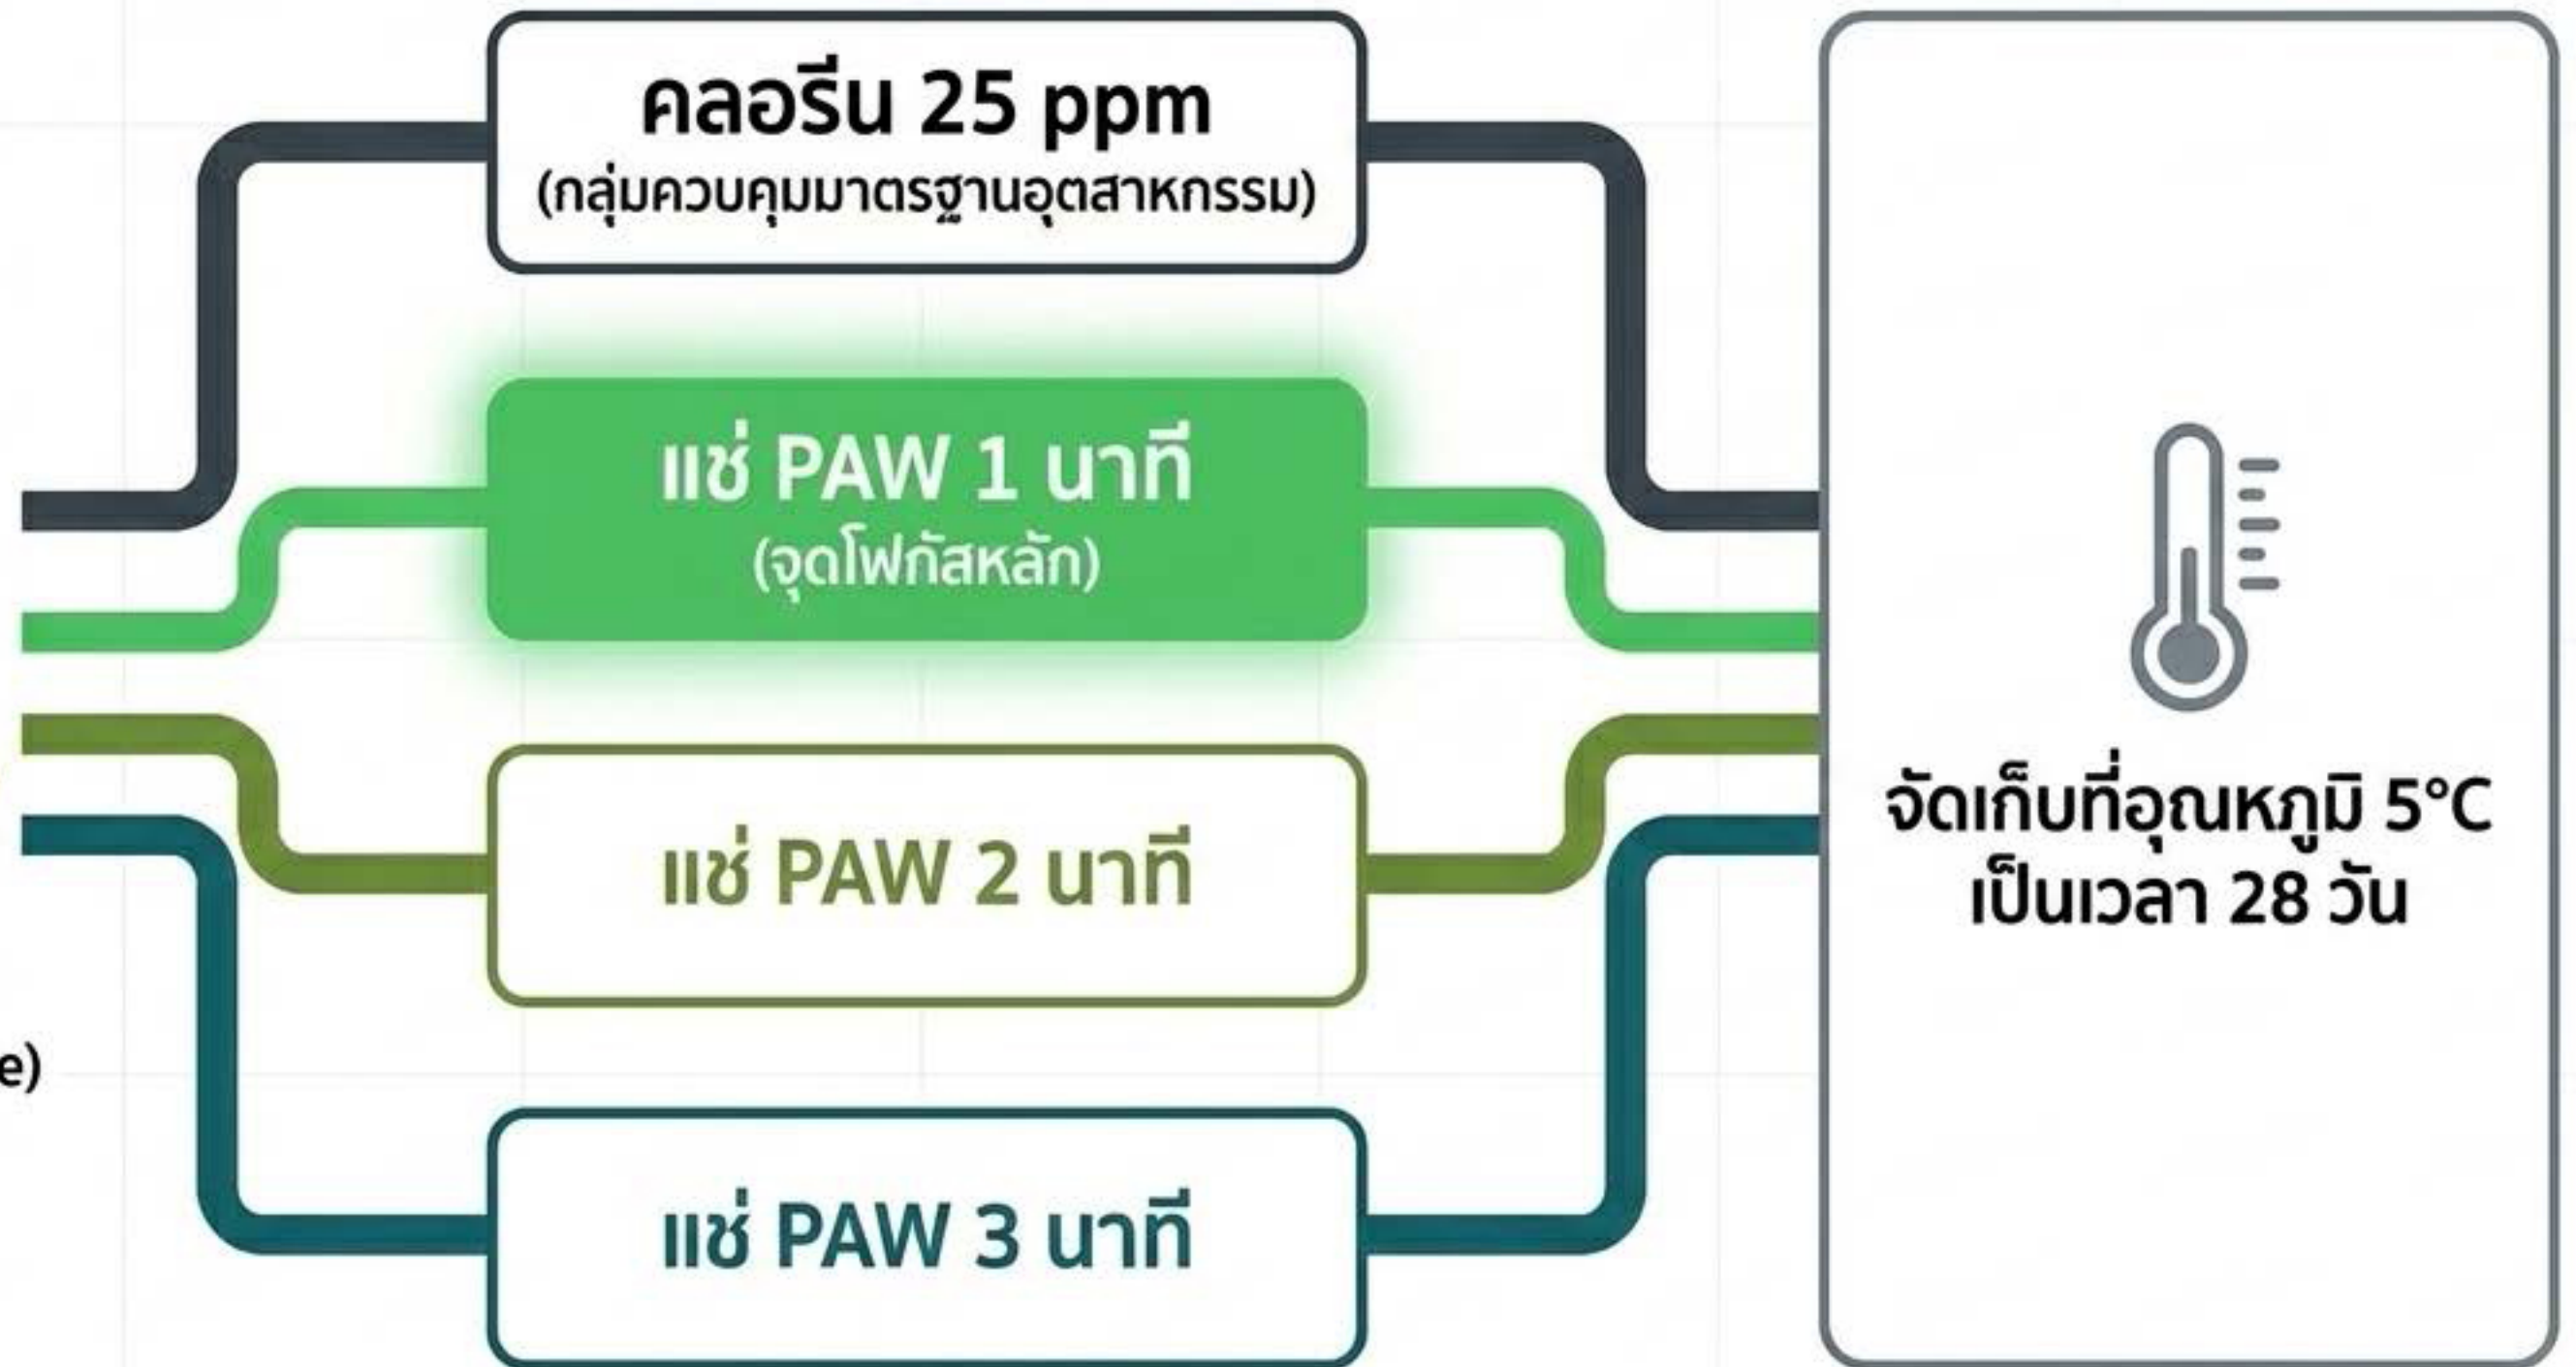 คลอรีน 25 ppm
(กลุ่มควบคุมมาตรฐานอุตสาหกรรม)
แช่ PAW 1 นาที
(จุดโฟกัสหลัก)
แช่ PAW 2 นาที
แช่ PAW 3 นาที
e)
จัดเก็บที่อุณหภูมิ 5°C
เป็นเวลา 28 วัน